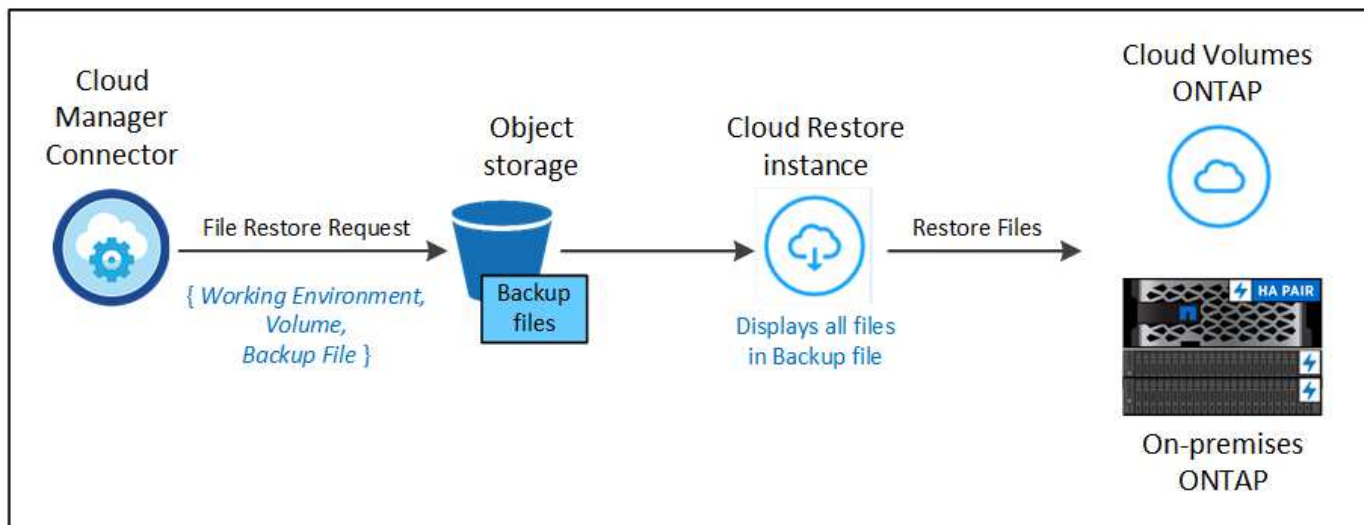 Cloud
Manager
Connector
File Restore Request
{ Working Environment,
Volume,
Backup File }
Object
storage
Backup
files
Cloud Restore
instance
Displays all files
in Backup file
Restore Files
Cloud Volumes
ONTAP
HA PAIR
On-premises
ONTAP